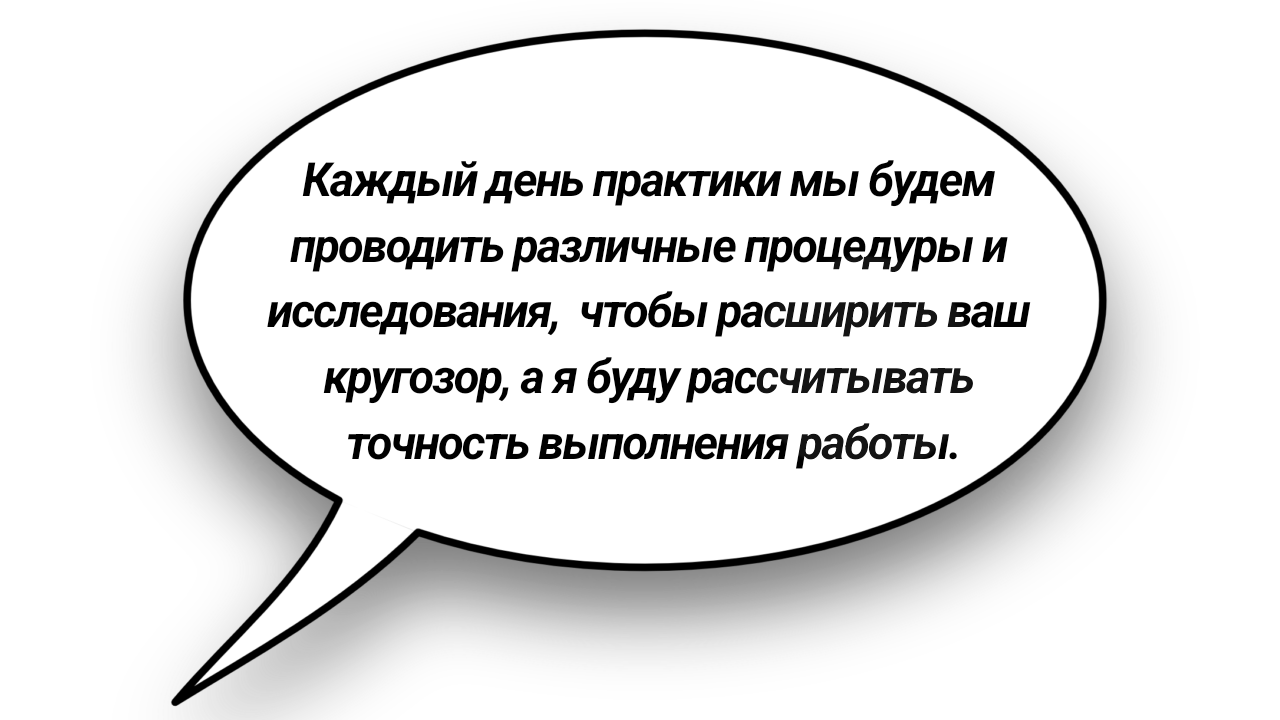 Каждый день практики мы будем
проводить различные процедуры и
исследования,  чтобы расширить ваш
кругозор, а я буду рассчитывать
точность выполнения работы.